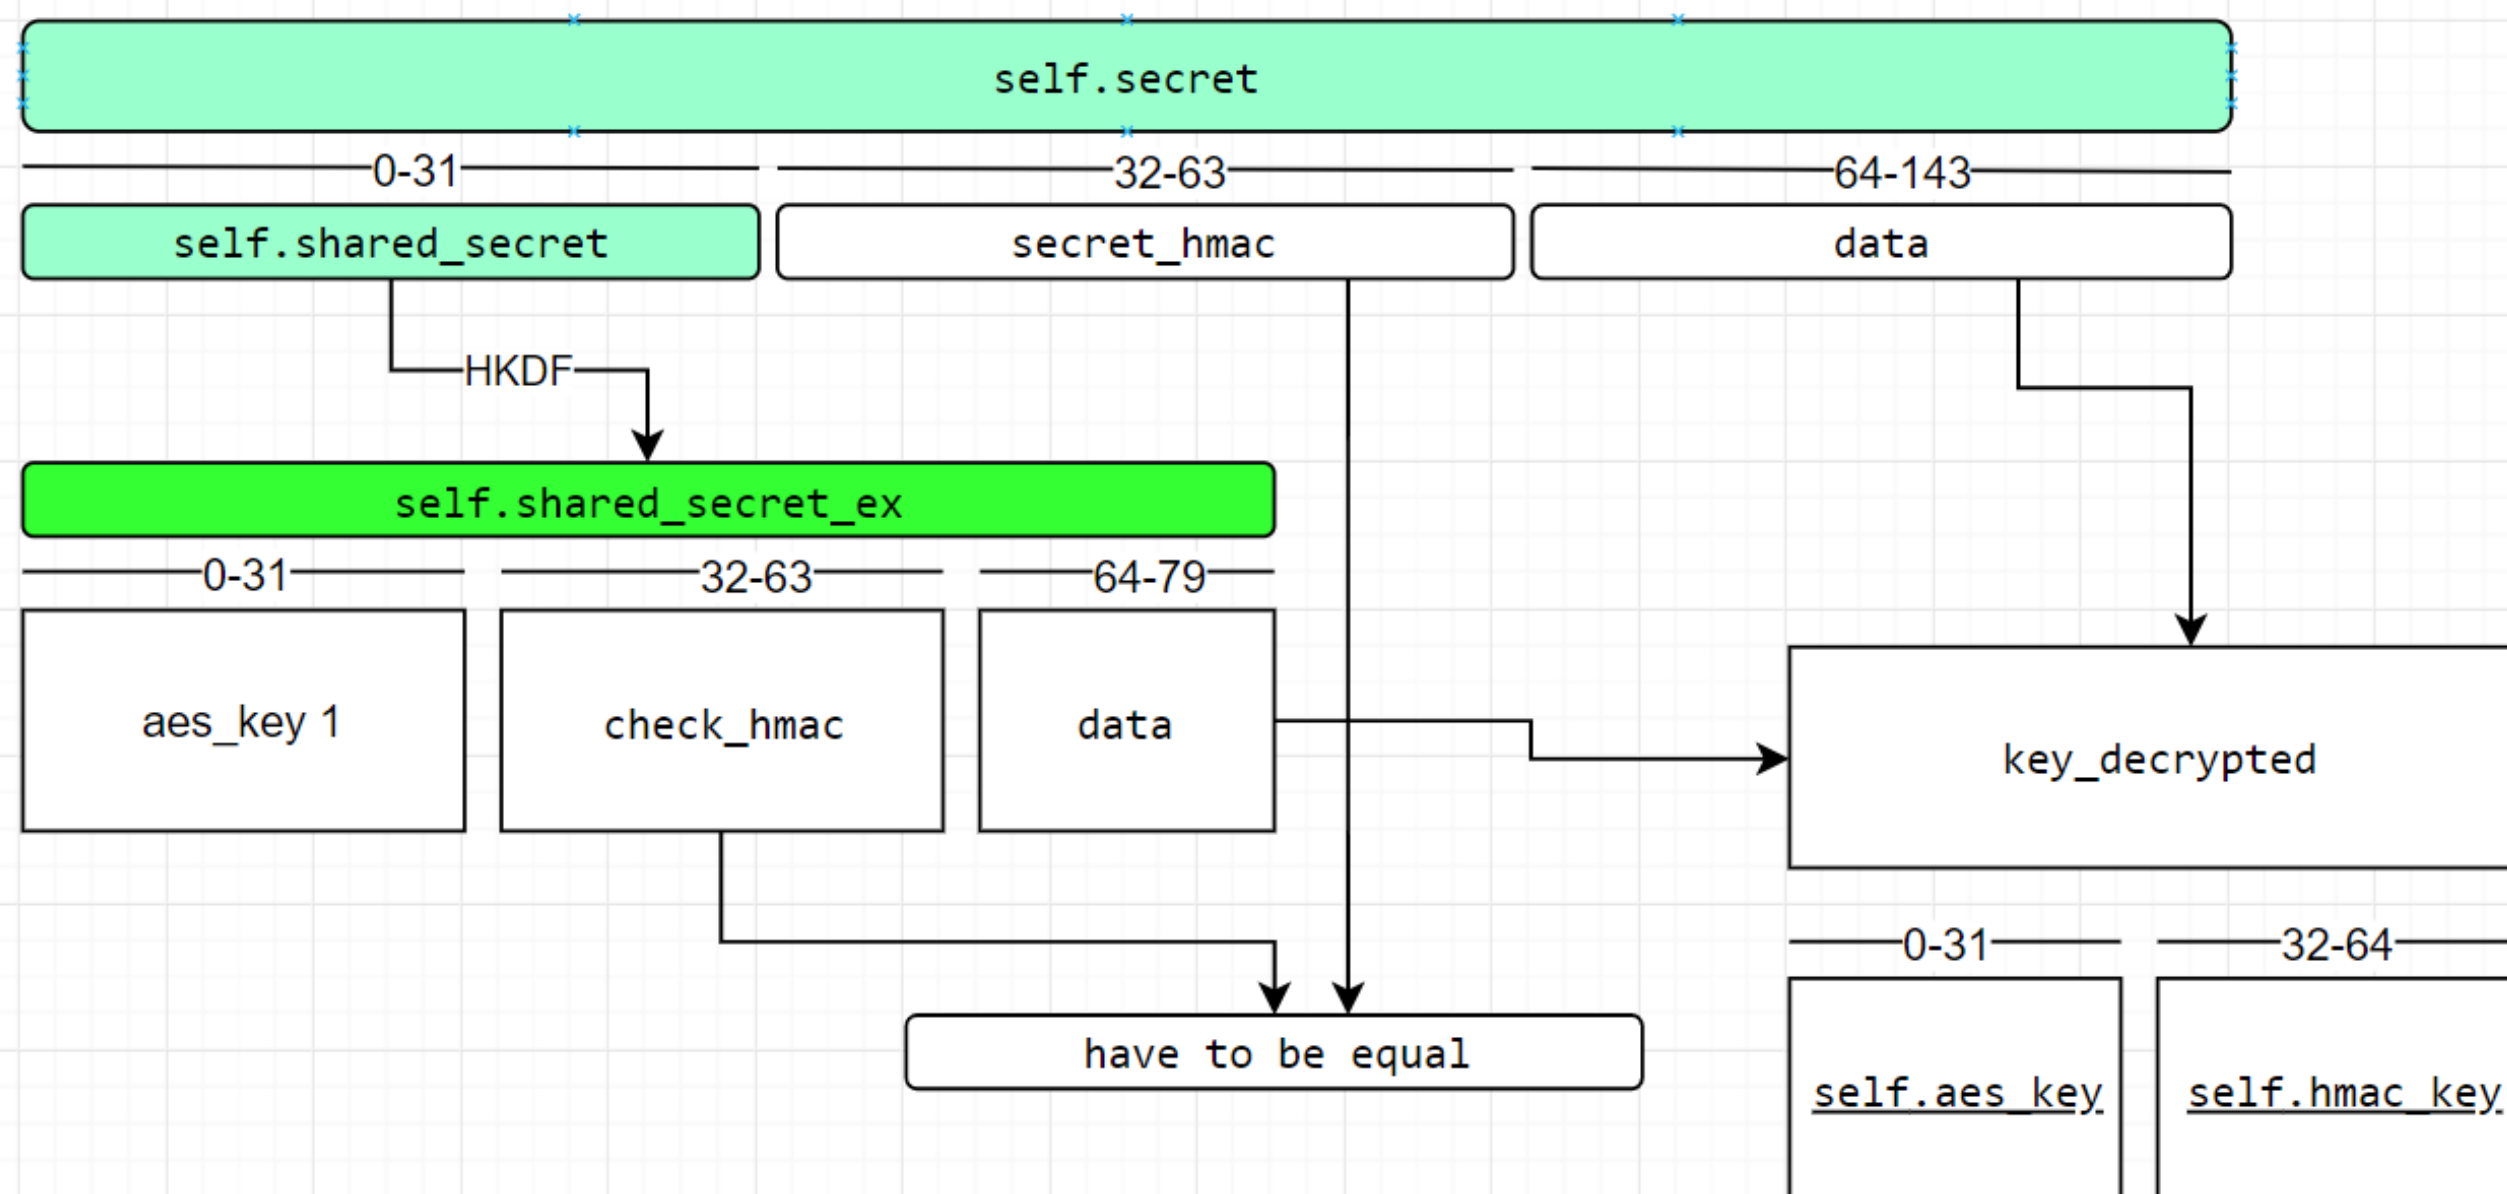 self.secret
0-31
32-63
64-143
self.shared_secret
secret_hmac
data
HKDF
self.shared_secret_ex
0-31
32-63
64-79
aes_key 1
check_hmac
data
key_decrypted
0-31
32-64
have to be equal
self.aes_key
self.hmac_key